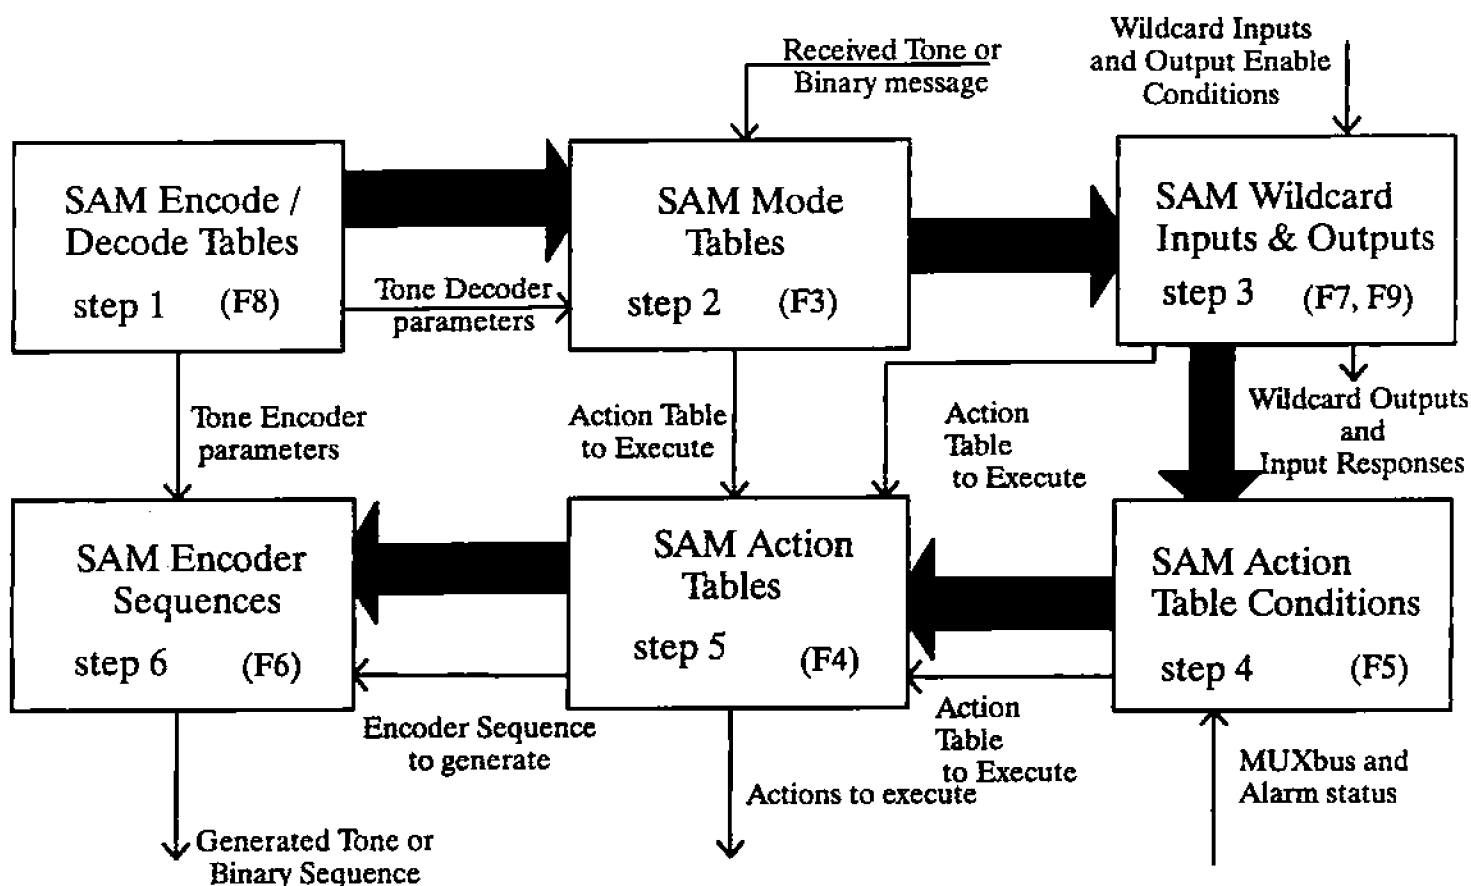 Wildcard Inputs
and Output Enable
Conditions
Received Tone or
Binary message
SAM Encode /
Decode Tables
step 1 (F8)
Tone Decoder
parameters
SAM Mode
Tables
step 2 (F3)
SAM Wildcard
Inputs & Outputs
step 3 (F7, F9)
Tone Encoder
parameters
Action Table
to Execute
Action
Table
to Execute
Wildcard Outputs
and
Input Responses
SAM Encoder
Sequences
step 6 (F6)
SAM Action
Tables
step 5 (F4)
SAM Action
Table Conditions
step 4 (F5)
Encoder Sequence
to generate
Action
Table
to Execute
Actions to execute
MUXbus and
Alarm status
Generated Tone or
Binary Sequence